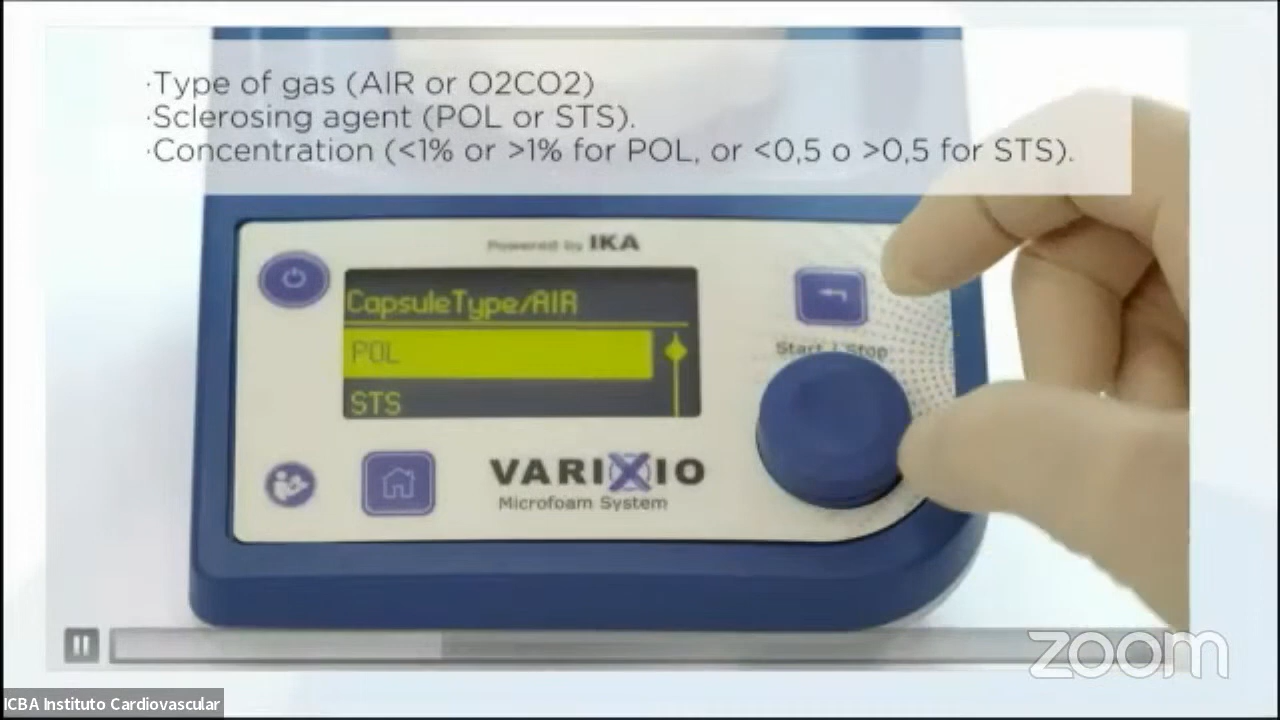 ·Type of gas (AIR or O2CO2)
·Sclerosing agent (POL or STS).
·Concentration (<1% or >1% for POL, or <0,5 o >0,5 for STS).
Powered by IKA
CapsuleType/AIR
POL
STS
Start / Stop
VARIXIO
Microfoam System
zoom
ICBA Instituto Cardiovascular